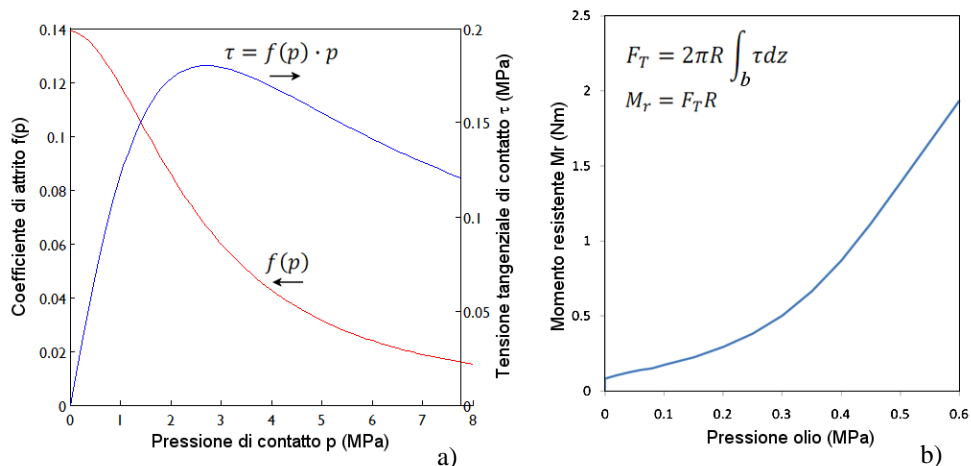 Coefficiente di attrito f(p)
0.14
0.12
0.1
0.08
0.06
0.04
0.02
0
0 1 2 3 4 5 6 7 8
Pressione di contatto p (MPa)
τ = f(p) · p
f(p)
0.2
0.15
0.1
0.05
0
Tensione tangenziale di contatto τ (MPa)
a)
Momento resistente Mr (Nm)
2.5
2
1.5
1
0.5
0
0 0.1 0.2 0.3 0.4 0.5 0.6
Pressione olio (MPa)
F_T = 2πR ∫_b τdz
M_r = F_T R
b)